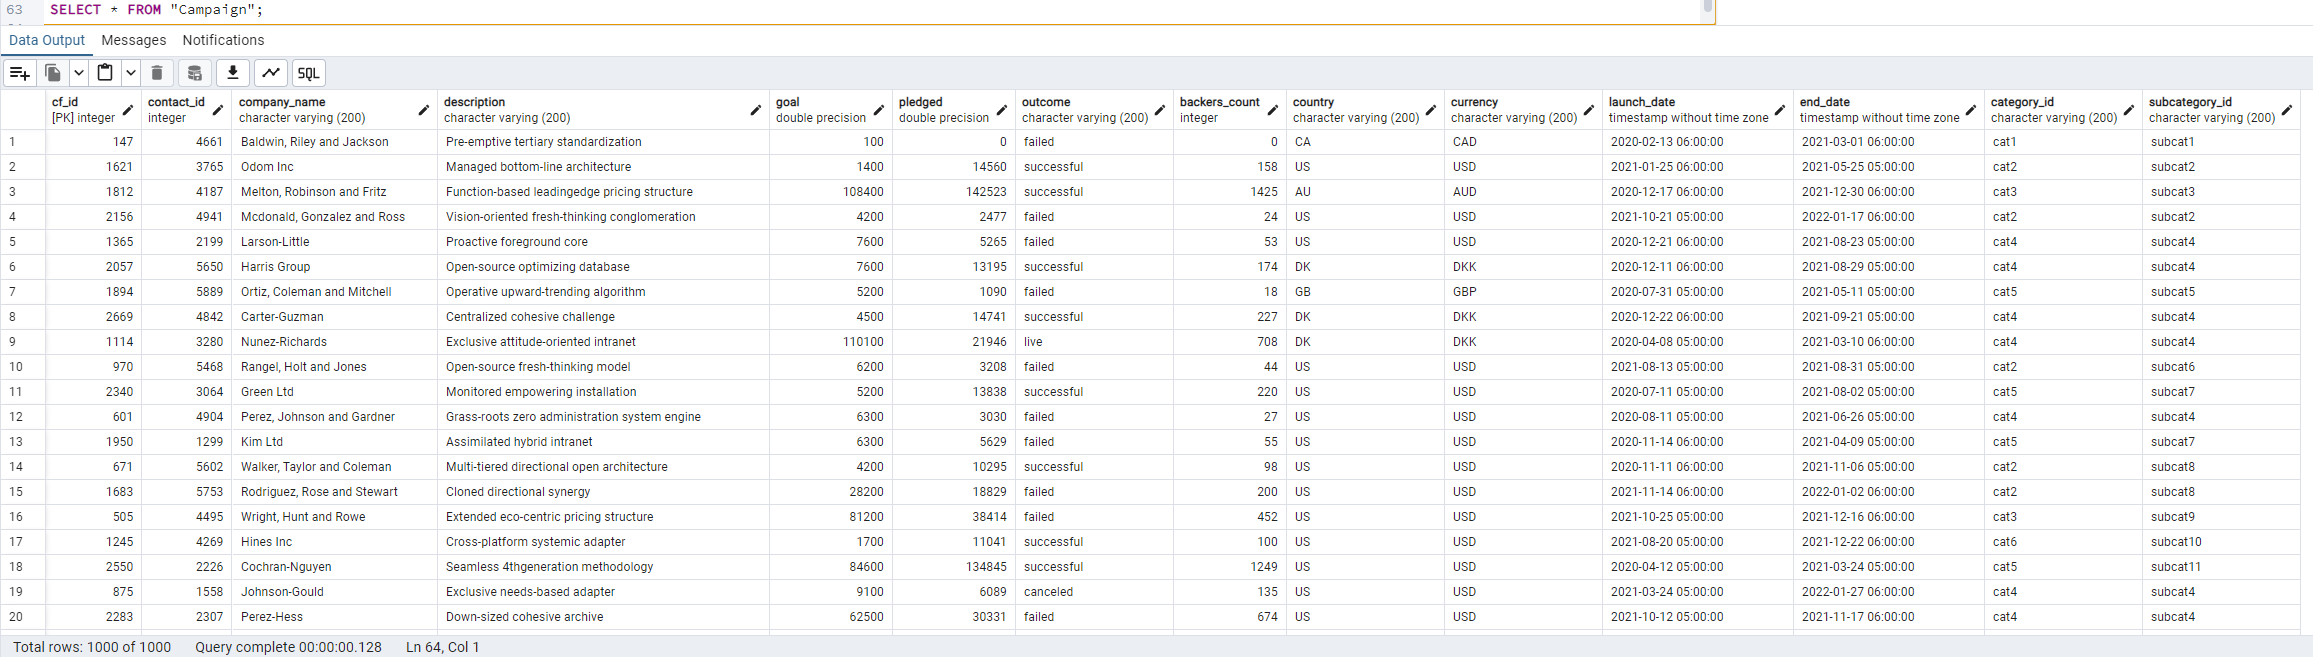 63 SELECT * FROM "Campaign";
Data Output Messages Notifications
SQL
cf_id contact_id company_name description goal pledged outcome backers_count country currency launch_date end_date category_id subcategory_id
[PK] integer integer character varying (200) character varying (200) double precision double precision character varying (200) integer character varying (200) character varying (200) timestamp without time zone timestamp without time zone character varying (200) character varying (200)
1 147 4661 Baldwin, Riley and Jackson Pre-emptive tertiary standardization 100 0 failed 0 CA CAD 2020-02-13 06:00:00 2021-03-01 06:00:00 cat1 subcat1
2 1621 3765 Odom Inc Managed bottom-line architecture 1400 14560 successful 158 US USD 2021-01-25 06:00:00 2021-05-25 05:00:00 cat2 subcat2
3 1812 4187 Melton, Robinson and Fritz Function-based leadingedge pricing structure 108400 142523 successful 1425 AU AUD 2020-12-17 06:00:00 2021-12-30 06:00:00 cat3 subcat3
4 2156 4941 Mcdonald, Gonzalez and Ross Vision-oriented fresh-thinking conglomeration 4200 2477 failed 24 US USD 2021-10-21 05:00:00 2022-01-17 06:00:00 cat2 subcat2
5 1365 2199 Larson-Little Proactive foreground core 7600 5265 failed 53 US USD 2020-12-21 06:00:00 2021-08-23 05:00:00 cat4 subcat4
6 2057 5650 Harris Group Open-source optimizing database 7600 13195 successful 174 DK DKK 2020-12-11 06:00:00 2021-08-29 05:00:00 cat4 subcat4
7 1894 5889 Ortiz, Coleman and Mitchell Operative upward-trending algorithm 5200 1090 failed 18 GB GBP 2020-07-31 05:00:00 2021-05-11 05:00:00 cat5 subcat5
8 2669 4842 Carter-Guzman Centralized cohesive challenge 4500 14741 successful 227 DK DKK 2020-12-22 06:00:00 2021-09-21 05:00:00 cat4 subcat4
9 1114 3280 Nunez-Richards Exclusive attitude-oriented intranet 110100 21946 live 708 DK DKK 2020-04-08 05:00:00 2021-03-10 06:00:00 cat4 subcat4
10 970 5468 Rangel, Holt and Jones Open-source fresh-thinking model 6200 3208 failed 44 US USD 2021-08-13 05:00:00 2021-08-31 05:00:00 cat2 subcat6
11 2340 3064 Green Ltd Monitored empowering installation 5200 13838 successful 220 US USD 2020-07-11 05:00:00 2021-08-02 05:00:00 cat5 subcat7
12 601 4904 Perez, Johnson and Gardner Grass-roots zero administration system engine 6300 3030 failed 27 US USD 2020-08-11 05:00:00 2021-06-26 05:00:00 cat4 subcat4
13 1950 1299 Kim Ltd Assimilated hybrid intranet 6300 5629 failed 55 US USD 2020-11-14 06:00:00 2021-04-09 05:00:00 cat5 subcat7
14 671 5602 Walker, Taylor and Coleman Multi-tiered directional open architecture 4200 10295 successful 98 US USD 2020-11-11 06:00:00 2021-11-06 05:00:00 cat2 subcat8
15 1683 5753 Rodriguez, Rose and Stewart Cloned directional synergy 28200 18829 failed 200 US USD 2021-11-14 06:00:00 2022-01-02 06:00:00 cat2 subcat8
16 505 4495 Wright, Hunt and Rowe Extended eco-centric pricing structure 81200 38414 failed 452 US USD 2021-10-25 05:00:00 2021-12-16 06:00:00 cat3 subcat9
17 1245 4269 Hines Inc Cross-platform systemic adapter 1700 11041 successful 100 US USD 2021-08-20 05:00:00 2021-12-22 06:00:00 cat6 subcat10
18 2550 2226 Cochran-Nguyen Seamless 4thgeneration methodology 84600 134845 successful 1249 US USD 2020-04-12 05:00:00 2021-03-24 05:00:00 cat5 subcat11
19 875 1558 Johnson-Gould Exclusive needs-based adapter 9100 6089 canceled 135 US USD 2021-03-24 05:00:00 2022-01-27 06:00:00 cat4 subcat4
20 2283 2307 Perez-Hess Down-sized cohesive archive 62500 30331 failed 674 US USD 2021-10-12 05:00:00 2021-11-17 06:00:00 cat4 subcat4
Total rows: 1000 of 1000 Query complete 00:00:00.128 Ln 64, Col 1